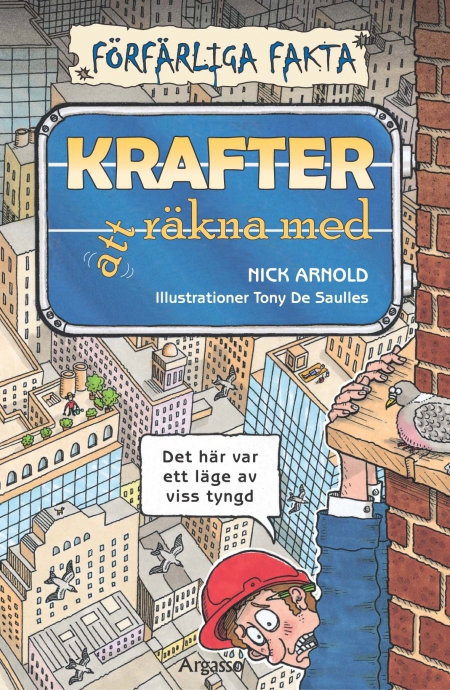 FÖRFÄRLIGA FAKTA
KRAFTER
att räkna med
NICK ARNOLD
Illustrationer Tony De Saulles
Det här var
ett läge av
viss tyngd
Argasso